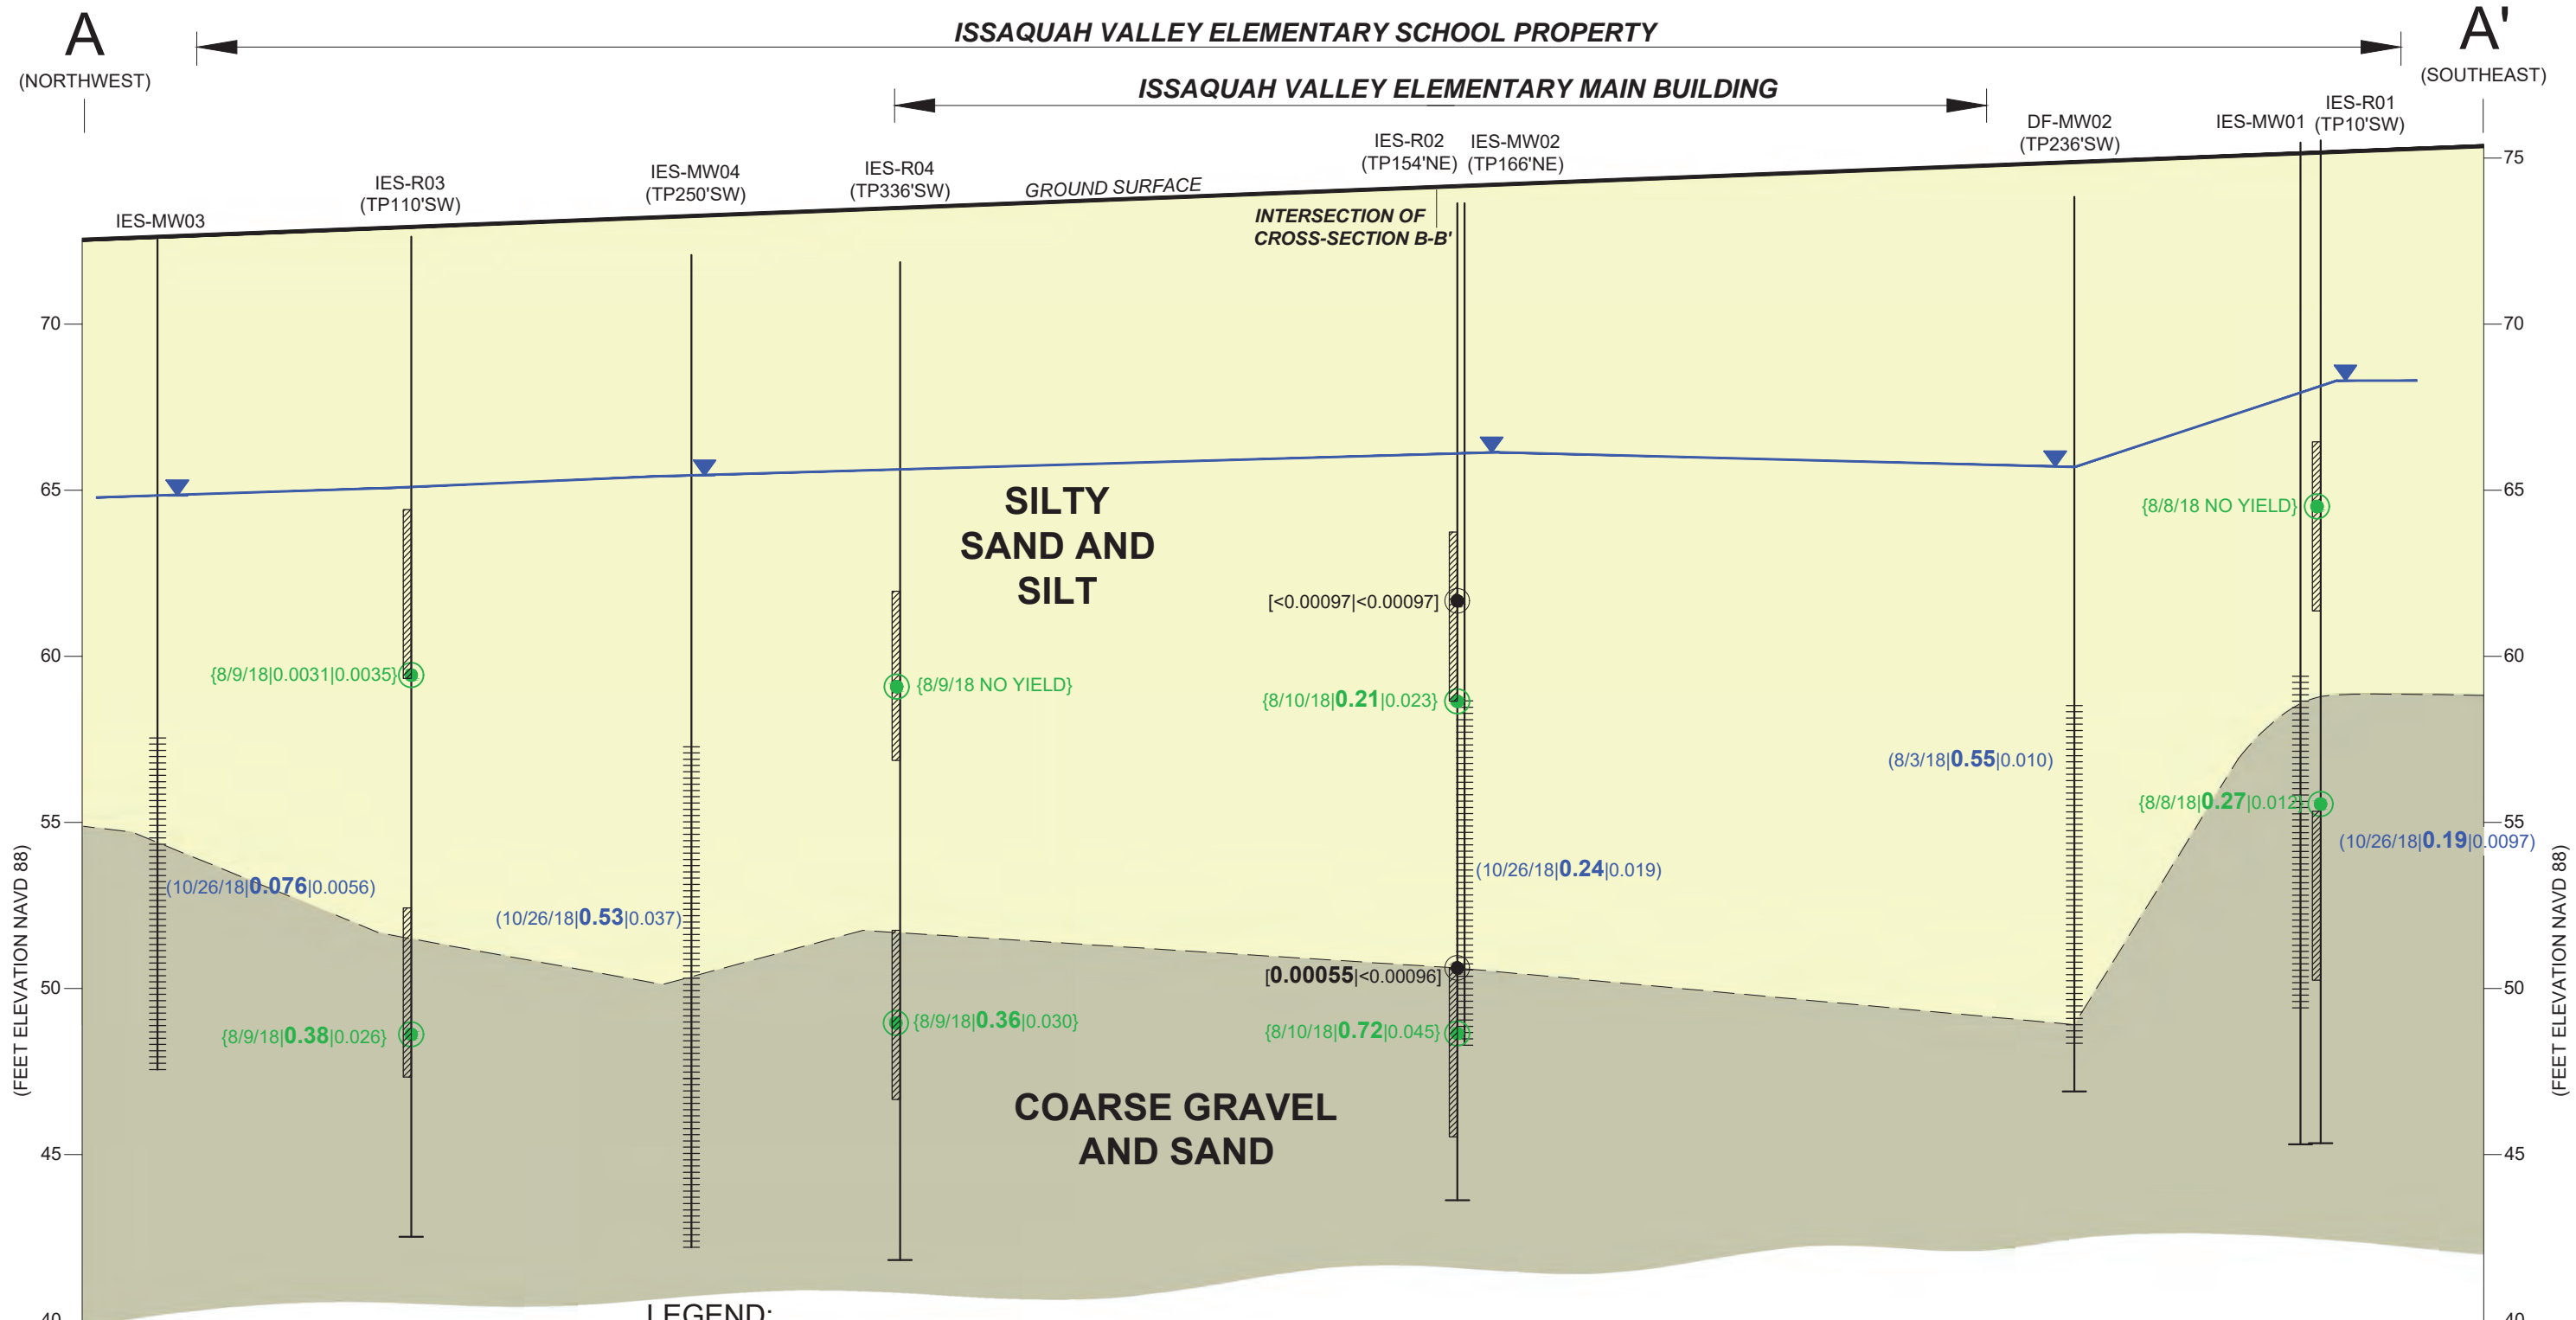 A
ISSAQUAH VALLEY ELEMENTARY SCHOOL PROPERTY
A'
(NORTHWEST)
(SOUTHEAST)
ISSAQUAH VALLEY ELEMENTARY MAIN BUILDING
IES-MW03
IES-R03
(TP110'SW)
IES-MW04
(TP250'SW)
IES-R04
(TP336'SW)
GROUND SURFACE
IES-R02
(TP154'NE)
IES-MW02
(TP166'NE)
DF-MW02
(TP236'SW)
IES-MW01
IES-R01
(TP10'SW)
75
INTERSECTION OF
CROSS-SECTION B-B'
70
70
65
65
SILTY
SAND AND
SILT
{8/8/18 NO YIELD}
[<0.00097|<0.00097]
60
60
{8/9/18|0.0031|0.0035}
{8/9/18 NO YIELD}
{8/10/18|0.21|0.023}
(8/3/18|0.55|0.010)
{8/8/18|0.27|0.012}
55
55
(10/26/18|0.19|0.0097)
(10/26/18|0.24|0.019)
(10/26/18|0.076|0.0056)
(10/26/18|0.53|0.037)
[0.00055|<0.00096]
50
50
{8/9/18|0.38|0.026}
{8/9/18|0.36|0.030}
{8/10/18|0.72|0.045}
(FEET ELEVATION NAVD 88)
(FEET ELEVATION NAVD 88)
COARSE GRAVEL
AND SAND
45
45
40
40
LEGEND: